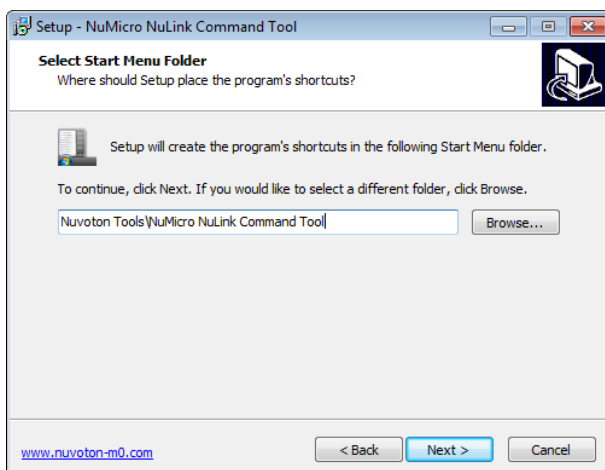 Setup - NuMicro NuLink Command Tool
Select Start Menu Folder
Where should Setup place the program's shortcuts?
Setup will create the program's shortcuts in the following Start Menu folder.
To continue, click Next. If you would like to select a different folder, click Browse.
Nuvoton Tools\NuMicro NuLink Command Tool
Browse...
www.nuvoton-m0.com
< Back
Next >
Cancel